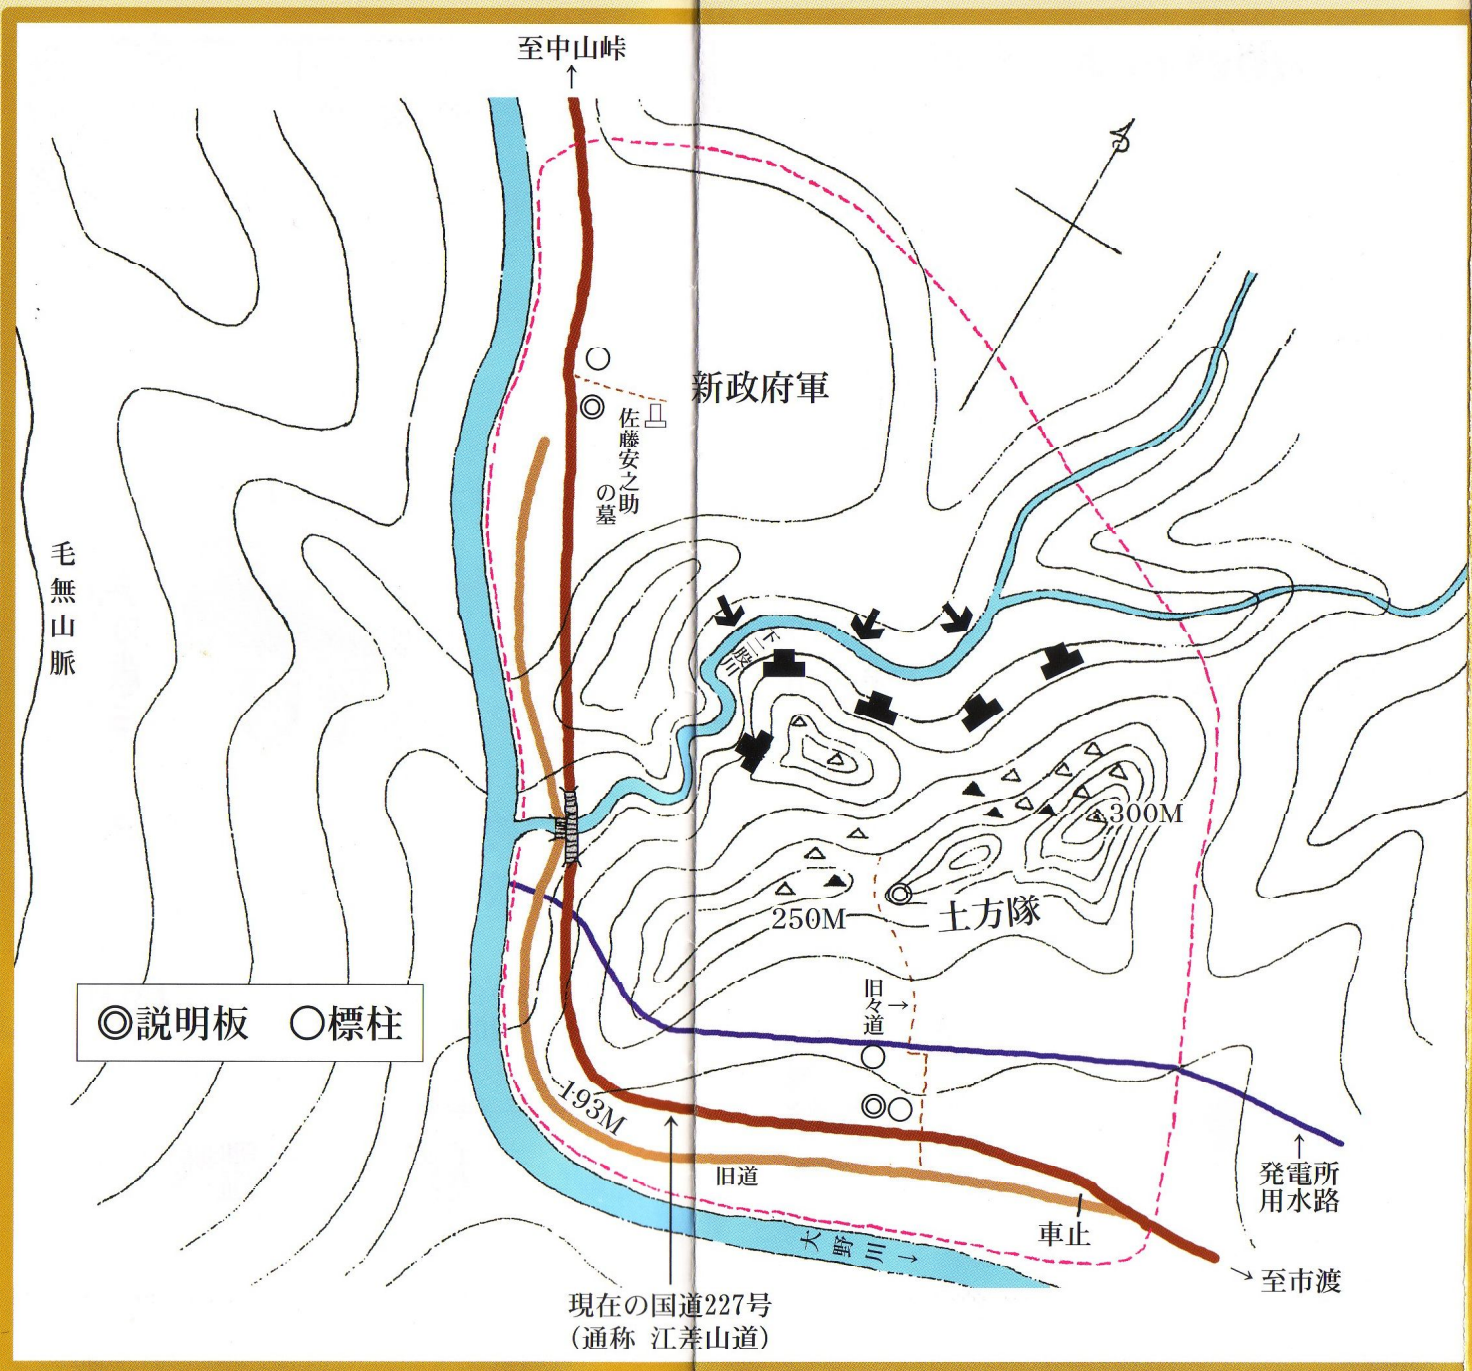 至中山峠
↑
新政府軍
佐藤安之助
の墓
毛無山脈
下二股川
300M
250M
土方隊
旧々道→
◎説明板 ○標柱
193M
旧道
発電所
用水路
車止
大野川→
→至市渡
現在の国道227号
(通称 江差山道)